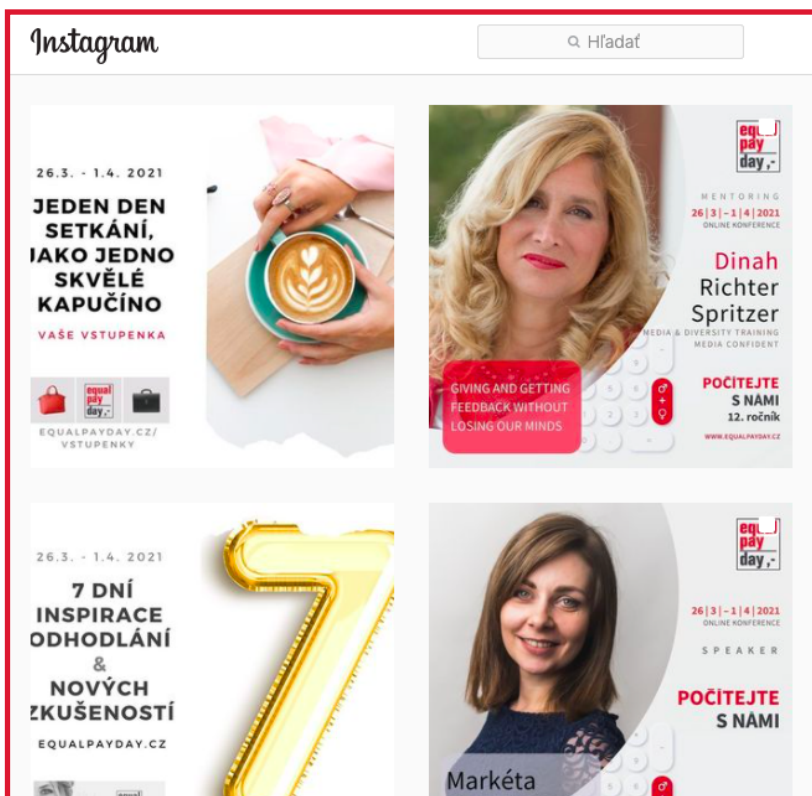 Instagram
Hľadať
26.3. - 1.4. 2021
JEDEN DEN
SETKÁNÍ,
JAKO JEDNO
SKVĚLÉ
KAPUČÍNO
VAŠE VSTUPENKA
equal
pay
day,-
EQUALPAYDAY.CZ/
VSTUPENKY
equal
pay
day,-
MENTORING
26|3|–1|4|2021
ONLINE KONFERENCE
Dinah
Richter
Spritzer
MEDIA & DIVERSITY TRAINING
MEDIA CONFIDENT
GIVING AND GETTING
FEEDBACK WITHOUT
LOSING OUR MINDS
POČÍTEJTE
S NÁMI
12. ročník
WWW.EQUALPAYDAY.CZ
26.3. - 1.4. 2021
7 DNÍ
INSPIRACE
ODHODLÁNÍ
&
NOVÝCH
ZKUŠENOSTÍ
EQUALPAYDAY.CZ
equal
7
equal
pay
day,-
26|3|–1|4|2021
ONLINE KONFERENCE
SPEAKER
POČÍTEJTE
S NÁMI
Markéta